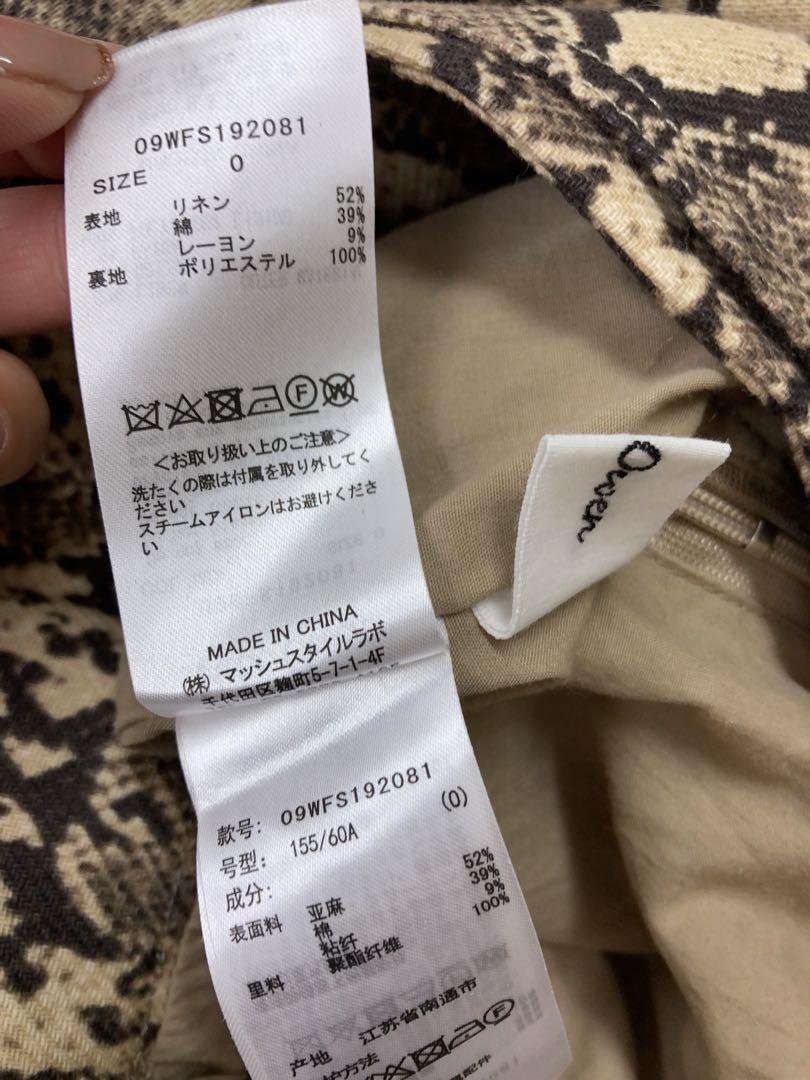 09WFS192081
SIZE 0
表地 リネン 52%
綿 39%
レーヨン 9%
裏地 ポリエステル 100%
F W
<お取り扱い上のご注意>
洗たくの際は付属を取り外してく
ださい
スチームアイロンはお避けくださ
い
MADE IN CHINA
(株)マッシュスタイルラボ
千代田区麹町5-7-1-4F
Owen
款号: 09WFS192081
号型: 155/60A (0)
成分:
表面料 亚麻 52%
棉 39%
粘纤 9%
里料 聚酯纤维 100%
产地 江苏省南通市
护方法 F
配件